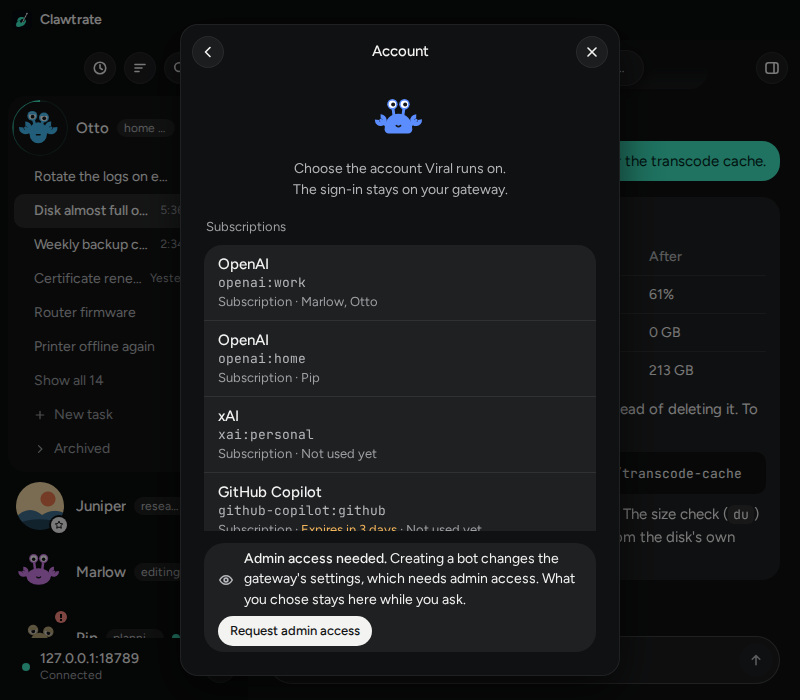 Clawtrate
Account
Otto
home ...
Rotate the logs on e...
Disk almost full o...
Weekly backup c...
Certificate rene...
Router firmware
Printer offline again
Show all 14
+ New task
Archived
Juniper
resea...
Marlow
editing
Pip
127.0.0.1:18789
Connected
Choose the account Viral runs on.
The sign-in stays on your gateway.
Subscriptions
OpenAI
openai:work
Subscription · Marlow, Otto
OpenAI
openai:home
Subscription · Pip
xAI
xai:personal
Subscription · Not used yet
GitHub Copilot
github-copilot:github
Subscription · Expires in 3 days · Not used yet
Admin access needed. Creating a bot changes the
gateway's settings, which needs admin access. What
you chose stays here while you ask.
Request admin access
the transcode cache.
After
61%
0 GB
213 GB
ead of deleting it. To
/transcode-cache
The size check ( du )
om the disk's own